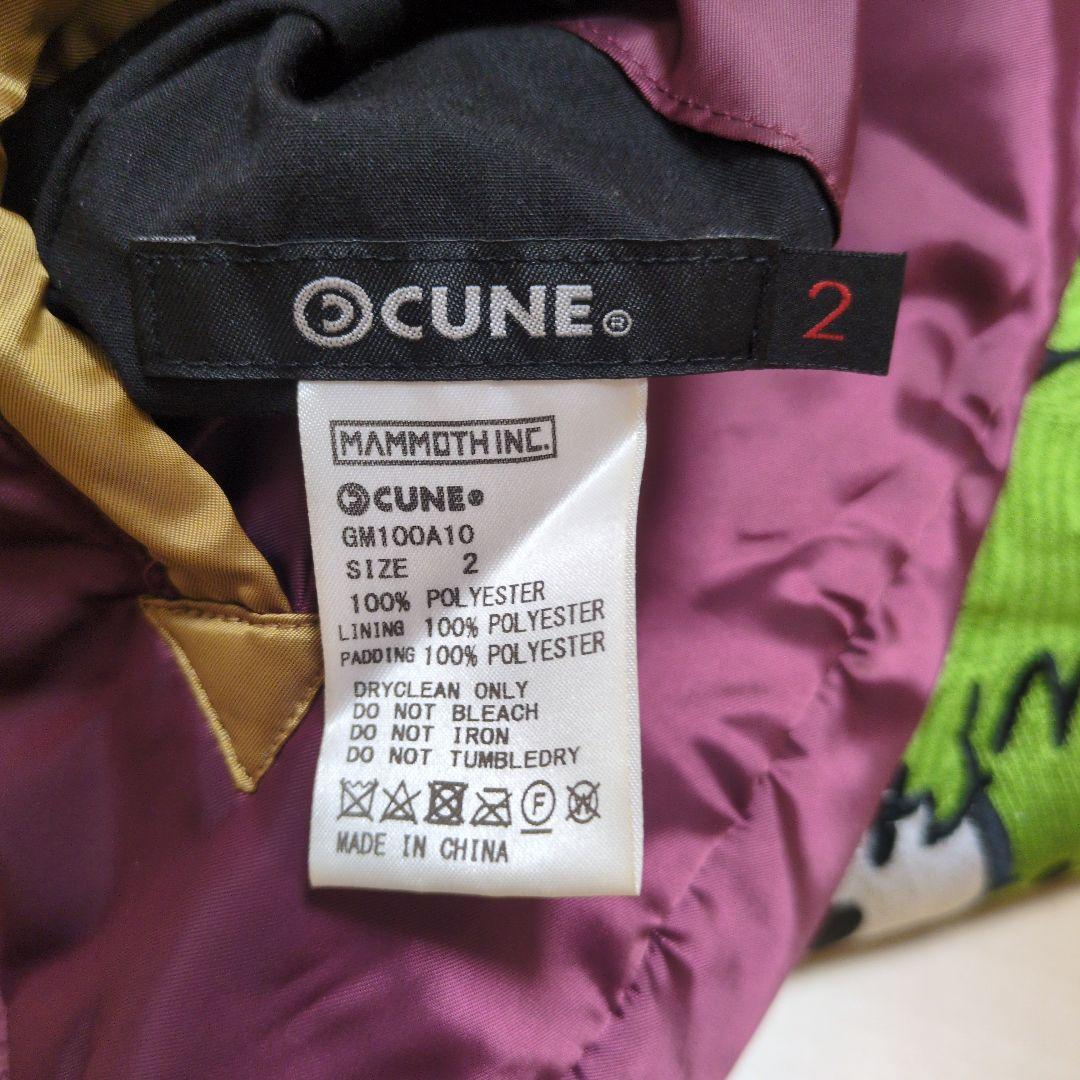 CUNE®
2
MAMMOTH INC.
CUNE
GM100A10
SIZE 2
100% POLYESTER
LINING 100% POLYESTER
PADDING 100% POLYESTER
DRYCLEAN ONLY
DO NOT BLEACH
DO NOT IRON
DO NOT TUMBLEDRY
F W
MADE IN CHINA